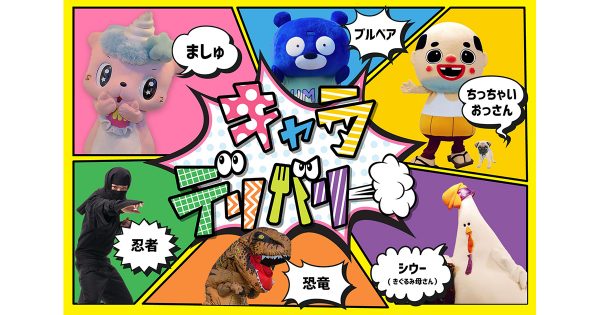 ましゅ
ブルベア
ちっちゃい
おっさん
キャラ
デリバリー
忍者
恐竜
シウー
(きぐるみ母さん)